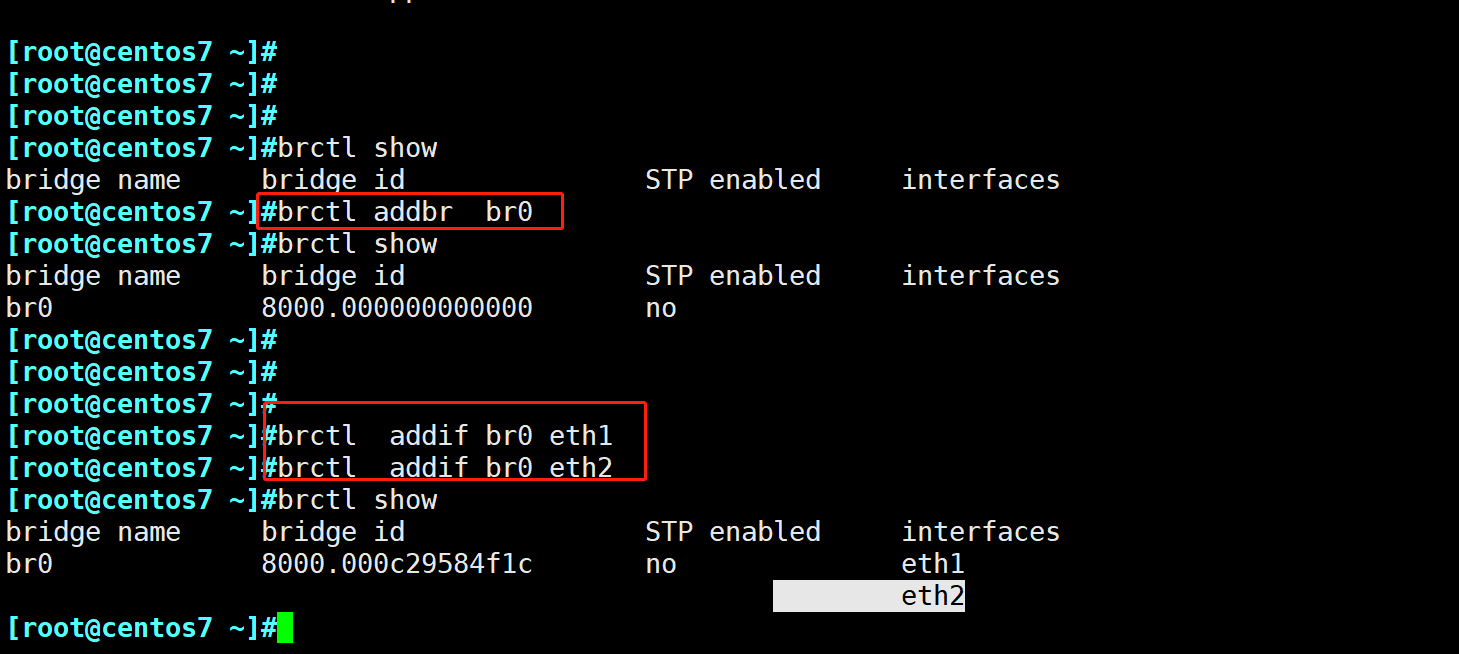 [root@centos7 ~]#
[root@centos7 ~]#
[root@centos7 ~]#
[root@centos7 ~]#brctl show
bridge name     bridge id               STP enabled     interfaces
[root@centos7 ~]#brctl addbr  br0
[root@centos7 ~]#brctl show
bridge name     bridge id               STP enabled     interfaces
br0             8000.000000000000       no
[root@centos7 ~]#
[root@centos7 ~]#
[root@centos7 ~]#
[root@centos7 ~]#brctl  addif br0 eth1
[root@centos7 ~]#brctl  addif br0 eth2
[root@centos7 ~]#brctl show
bridge name     bridge id               STP enabled     interfaces
br0             8000.000c29584f1c       no              eth1
                                                        eth2
[root@centos7 ~]#